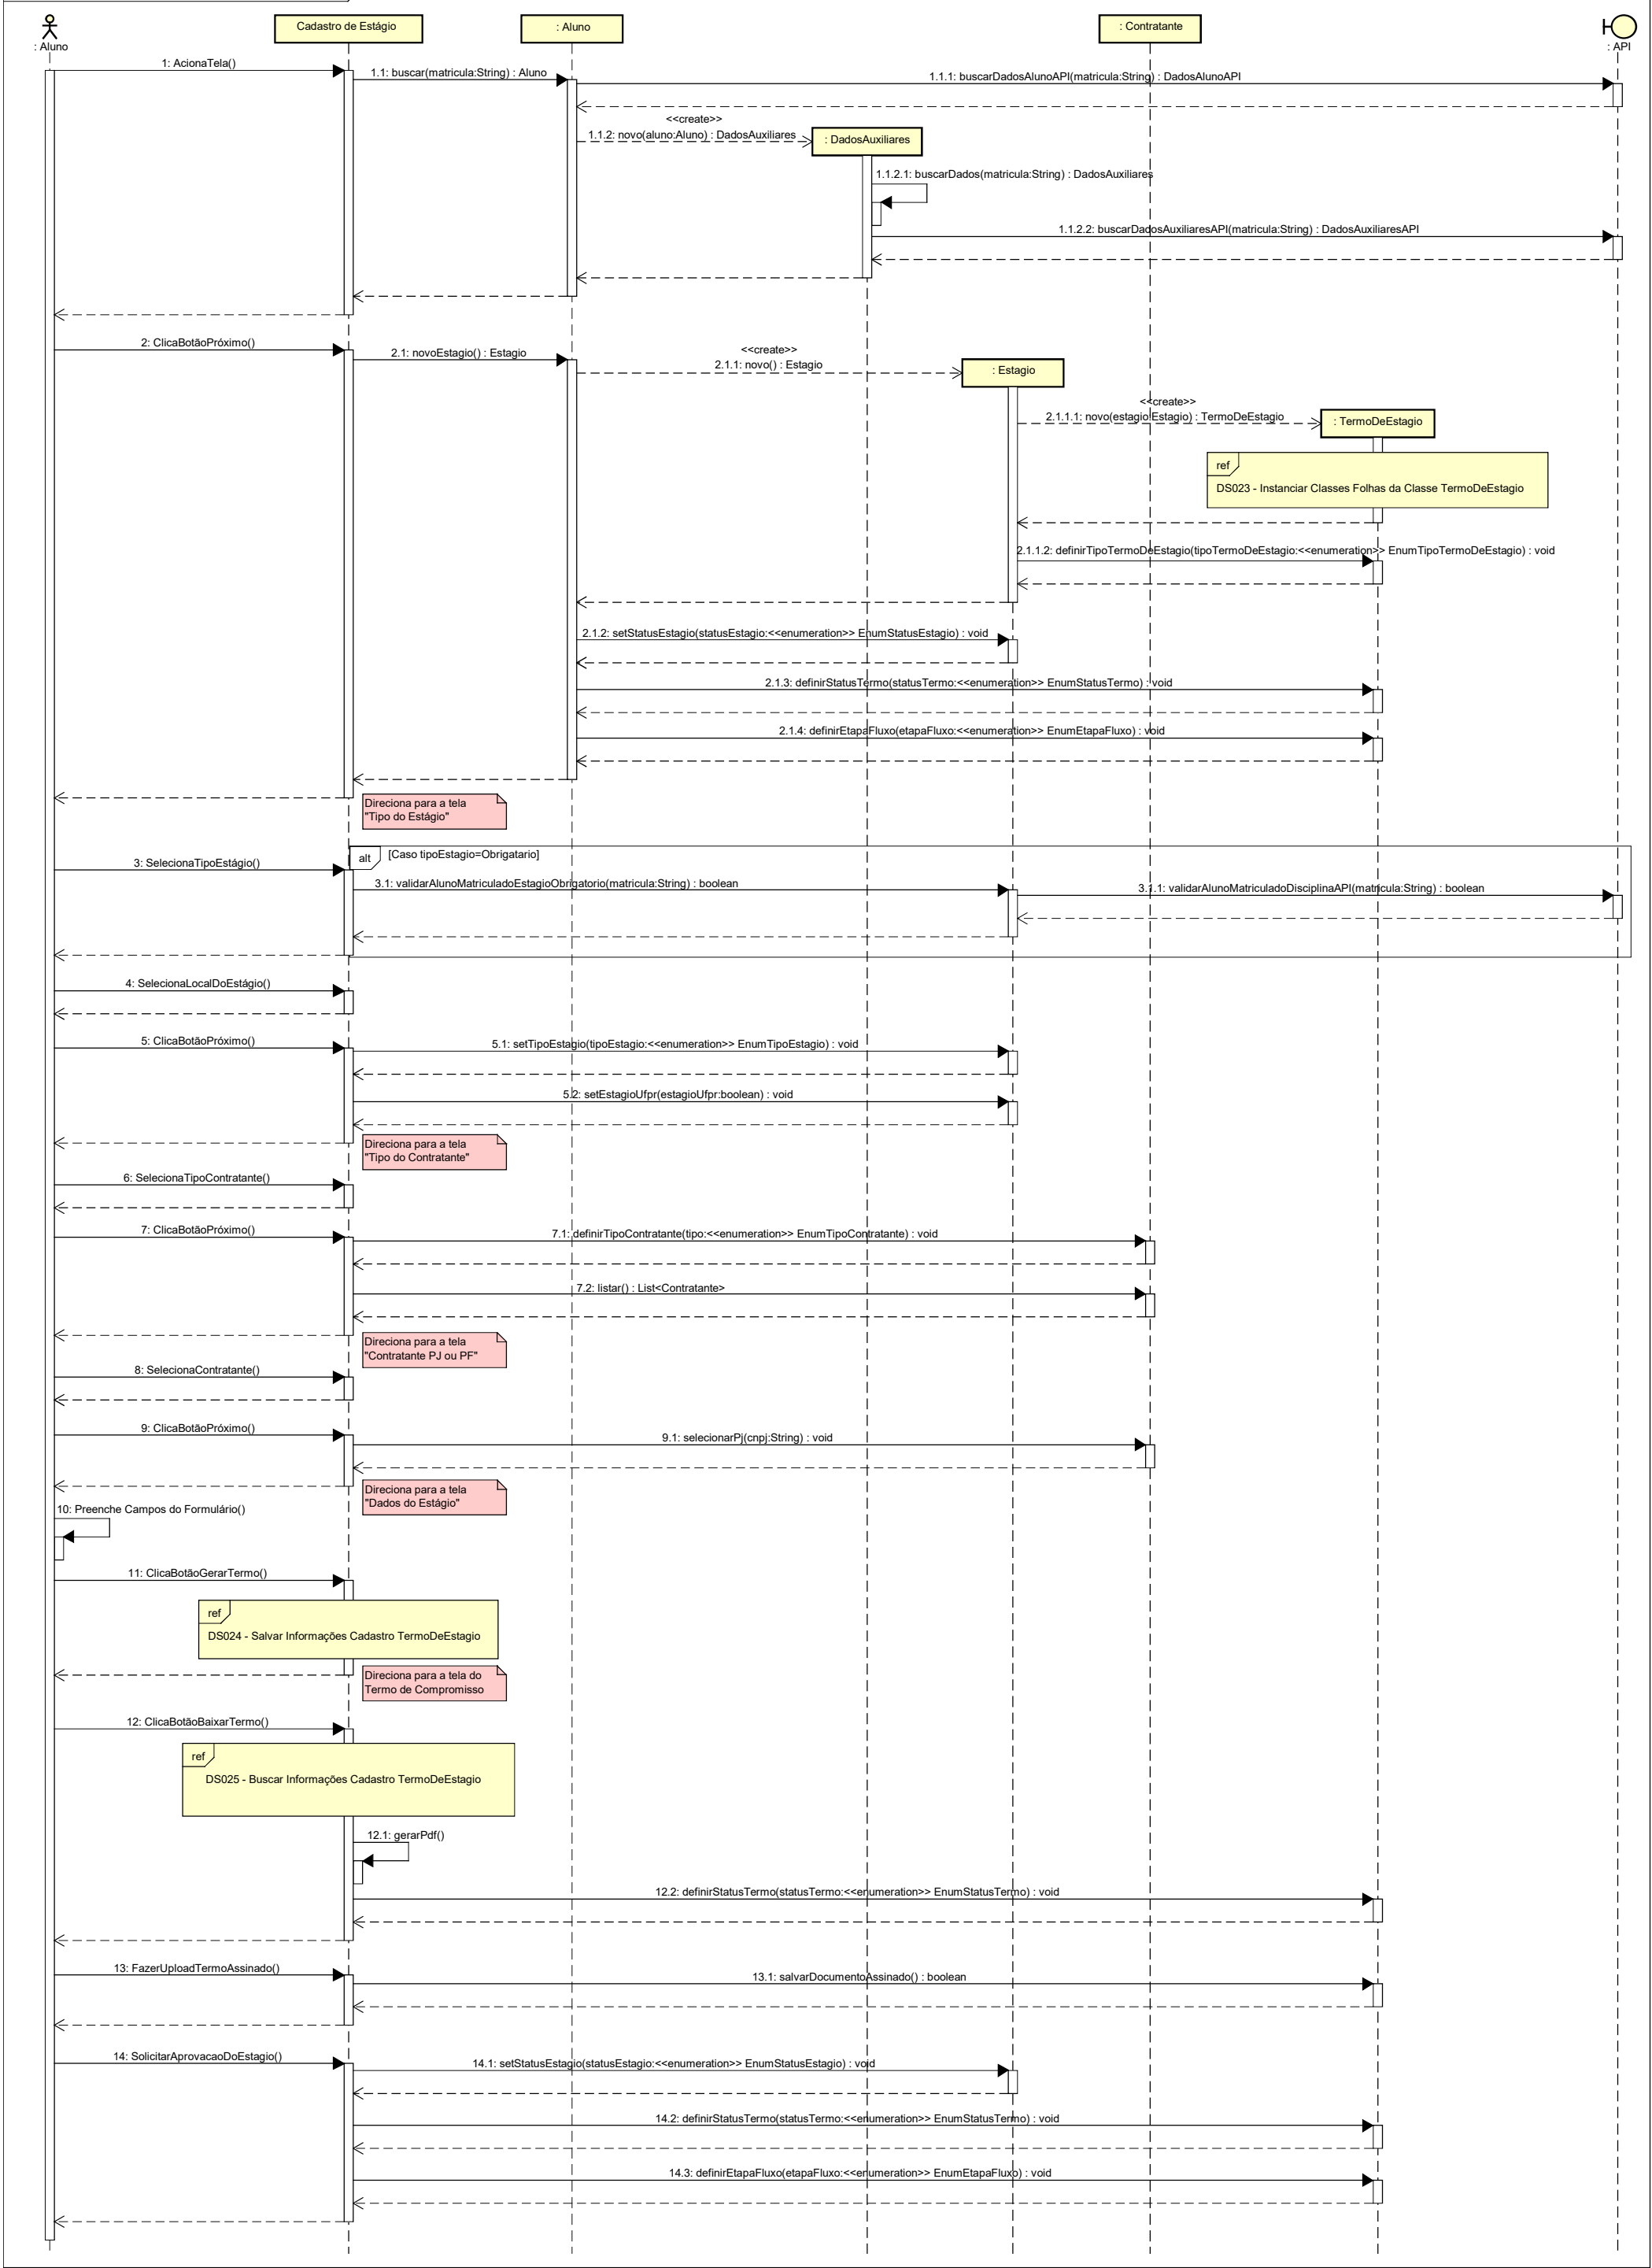 Cadastro de Estágio
: Aluno
: Contratante
: Aluno
: API
1: AcionaTela()
1.1: buscar(matricula:String) : Aluno
1.1.1: buscarDadosAlunoAPI(matricula:String) : DadosAlunoAPI
<<create>>
1.1.2: novo(aluno:Aluno) : DadosAuxiliares
: DadosAuxiliares
1.1.2.1: buscarDados(matricula:String) : DadosAuxiliares
1.1.2.2: buscarDadosAuxiliaresAPI(matricula:String) : DadosAuxiliaresAPI
2: ClicaBotãoPróximo()
2.1: novoEstagio() : Estagio
<<create>>
2.1.1: novo() : Estagio
: Estagio
<<create>>
2.1.1.1: novo(estagio:Estagio) : TermoDeEstagio
: TermoDeEstagio
ref
DS023 - Instanciar Classes Folhas da Classe TermoDeEstagio
2.1.1.2: definirTipoTermoDeEstagio(tipoTermoDeEstagio:<<enumeration>> EnumTipoTermoDeEstagio) : void
2.1.2: setStatusEstagio(statusEstagio:<<enumeration>> EnumStatusEstagio) : void
2.1.3: definirStatusTermo(statusTermo:<<enumeration>> EnumStatusTermo) : void
2.1.4: definirEtapaFluxo(etapaFluxo:<<enumeration>> EnumEtapaFluxo) : void
Direciona para a tela
"Tipo do Estágio"
alt
[Caso tipoEstagio=Obrigatario]
3: SelecionaTipoEstágio()
3.1: validarAlunoMatriculadoEstagioObrigatorio(matricula:String) : boolean
3.1.1: validarAlunoMatriculadoDisciplinaAPI(matricula:String) : boolean
4: SelecionaLocalDoEstágio()
5: ClicaBotãoPróximo()
5.1: setTipoEstagio(tipoEstagio:<<enumeration>> EnumTipoEstagio) : void
5.2: setEstagioUfpr(estagioUfpr:boolean) : void
Direciona para a tela
"Tipo do Contratante"
6: SelecionaTipoContratante()
7: ClicaBotãoPróximo()
7.1: definirTipoContratante(tipo:<<enumeration>> EnumTipoContratante) : void
7.2: listar() : List<Contratante>
Direciona para a tela
"Contratante PJ ou PF"
8: SelecionaContratante()
9: ClicaBotãoPróximo()
9.1: selecionarPj(cnpj:String) : void
Direciona para a tela
"Dados do Estágio"
10: Preenche Campos do Formulário()
11: ClicaBotãoGerarTermo()
ref
DS024 - Salvar Informações Cadastro TermoDeEstagio
Direciona para a tela do
Termo de Compromisso
12: ClicaBotãoBaixarTermo()
ref
DS025 - Buscar Informações Cadastro TermoDeEstagio
12.1: gerarPdf()
12.2: definirStatusTermo(statusTermo:<<enumeration>> EnumStatusTermo) : void
13: FazerUploadTermoAssinado()
13.1: salvarDocumentoAssinado() : boolean
14: SolicitarAprovacaoDoEstagio()
14.1: setStatusEstagio(statusEstagio:<<enumeration>> EnumStatusEstagio) : void
14.2: definirStatusTermo(statusTermo:<<enumeration>> EnumStatusTermo) : void
14.3: definirEtapaFluxo(etapaFluxo:<<enumeration>> EnumEtapaFluxo) : void